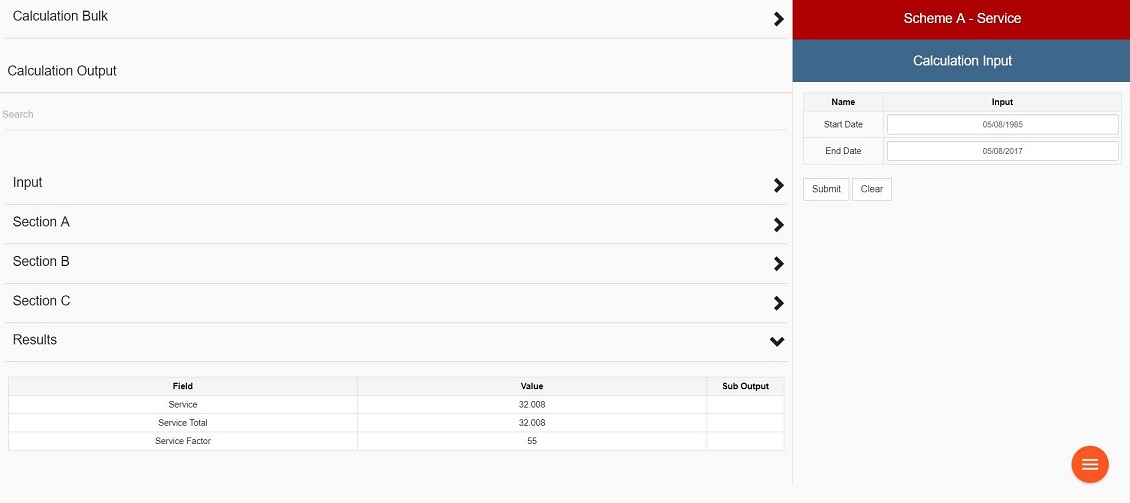 Calculation Bulk
Calculation Output
Search
Input
Section A
Section B
Section C
Results
Field Value Sub Output
Service 32.008
Service Total 32.008
Service Factor 55
Scheme A - Service
Calculation Input
Name Input
Start Date 05/08/1985
End Date 05/08/2017
Submit Clear